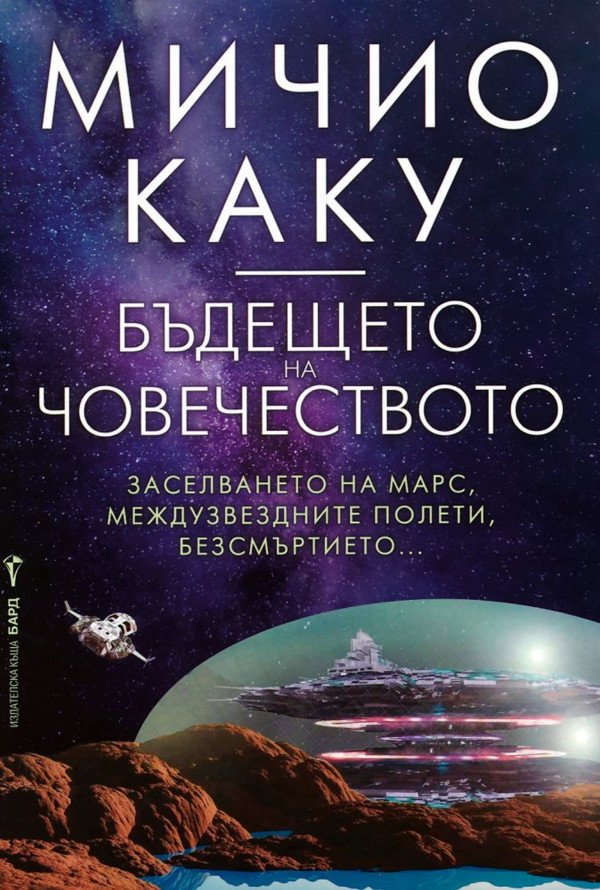 МИЧИО
КАКУ
БЪДЕЩЕТО
НА
ЧОВЕЧЕСТВОТО
ЗАСЕЛВАНЕТО НА МАРС,
МЕЖДУЗВЕЗДНИТЕ ПОЛЕТИ,
БЕЗСМЪРТИЕТО...
ИЗДАТЕЛСКА КЪЩА БАРД